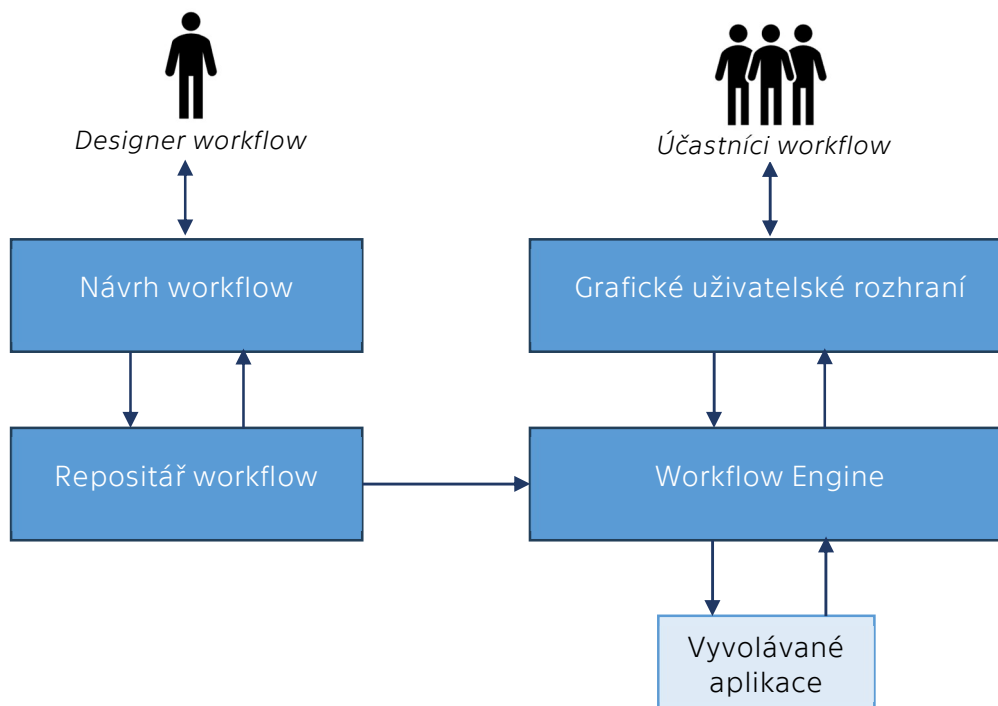 Designer workflow
Účastníci workflow
Návrh workflow
Grafické uživatelské rozhraní
Repositář workflow
Workflow Engine
Vyvolávané
aplikace